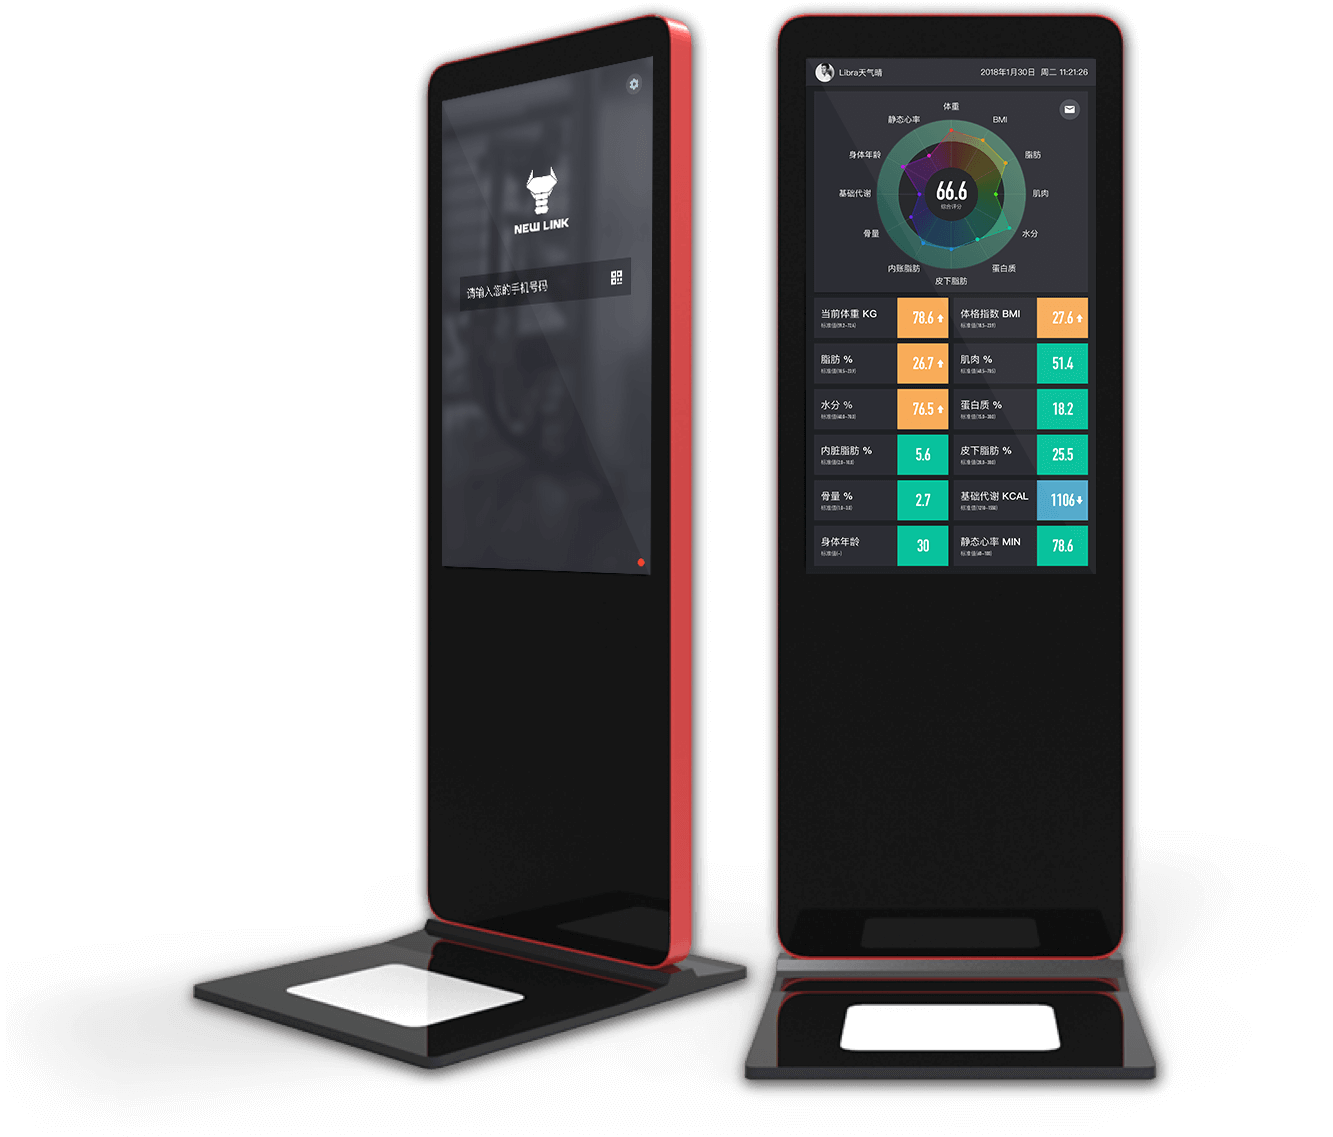 NEW LINK
请输入您的手机号码
Libra天气晴
2018年1月30日 周二 11:21:26
体重
BMI
静态心率
脂肪
身体年龄
基础代谢
肌肉
骨量
水分
内脏脂肪
蛋白质
皮下脂肪
66.6
综合评分
当前体重 KG
78.6
体格指数 BMI
27.6
脂肪 %
26.7
肌肉 %
51.4
水分 %
76.5
蛋白质 %
18.2
内脏脂肪 %
5.6
皮下脂肪 %
25.5
骨量 %
2.7
基础代谢 KCAL
1106
身体年龄
30
静态心率 MIN
78.6